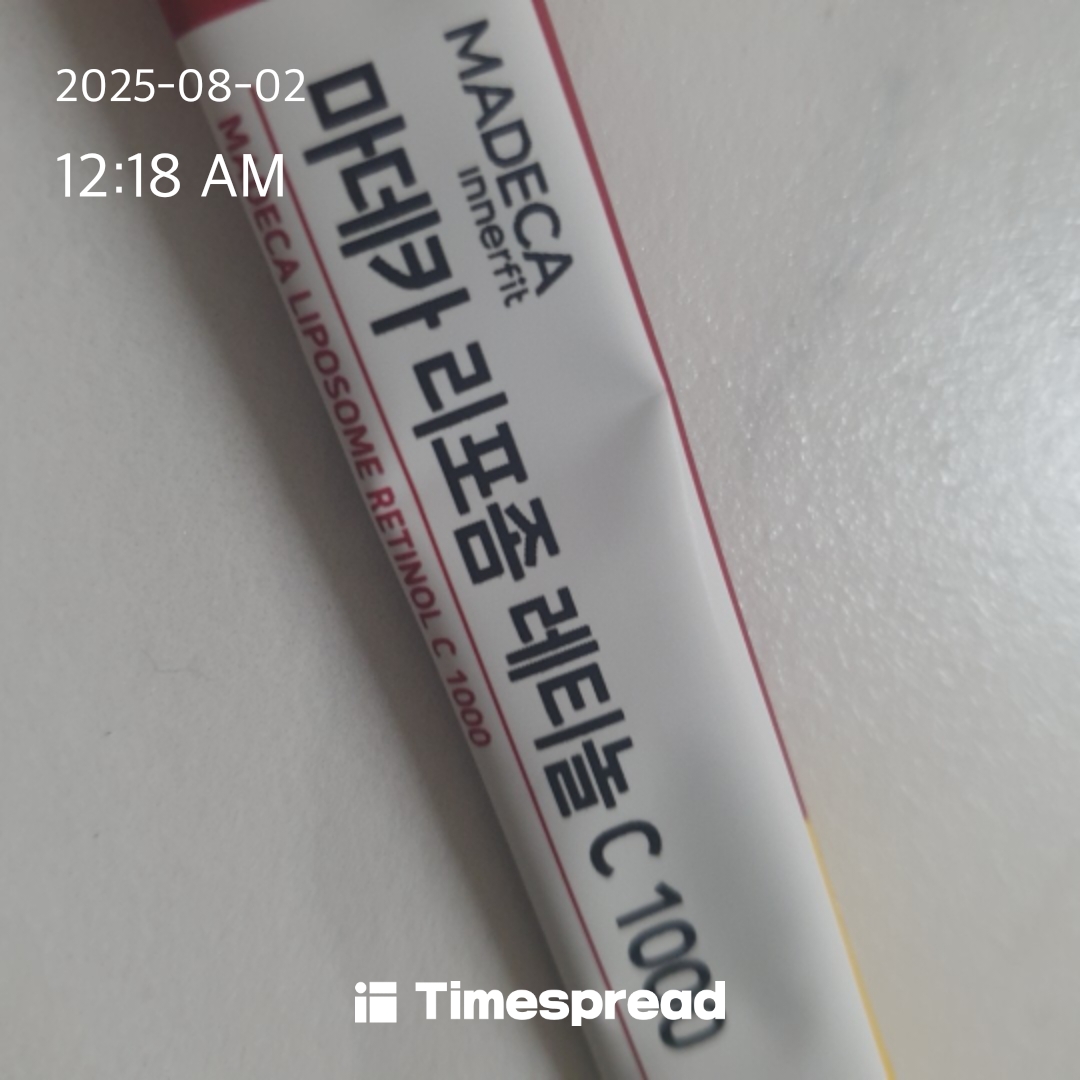 2025-08-02
12:18 AM
MADECA
Innerfit
마데카 리포좀 레티놀 C 1000
MADECA LIPOSOME RETINOL C 1000
Timespread